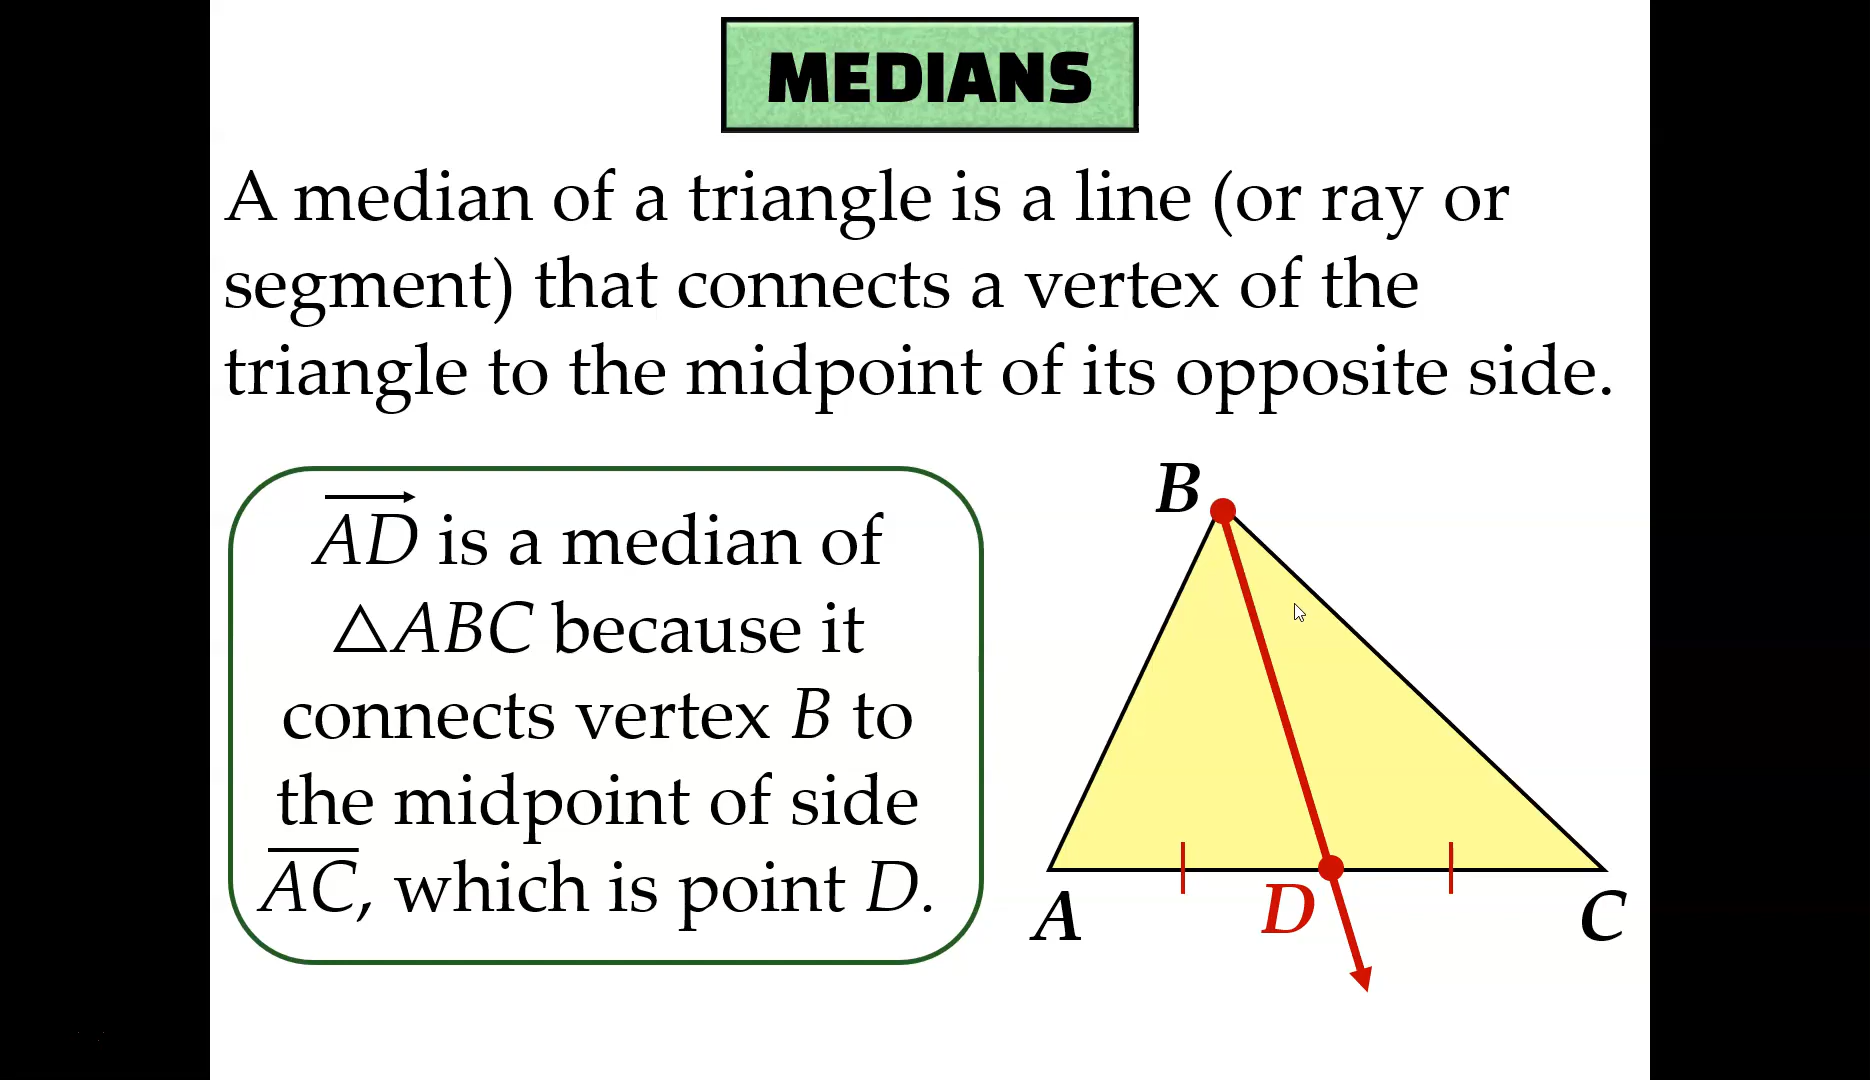 MEDIANS
A median of a triangle is a line (or ray or
segment) that connects a vertex of the
triangle to the midpoint of its opposite side.
AD is a median of
△ABC because it
connects vertex B to
the midpoint of side
AC, which is point D.
B
A
D
C